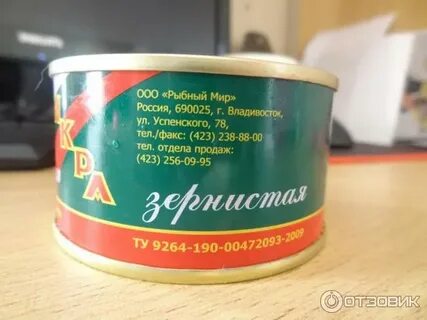 ООО «Рыбный Мир»
Россия, 690025, г. Владивосток,
ул. Успенского, 78,
тел./факс: (423) 238-88-00
тел. отдела продаж:
(423) 256-09-95
ИКРА
зернистая
ТУ 9264-190-00472093-2009
ОТЗОВИК